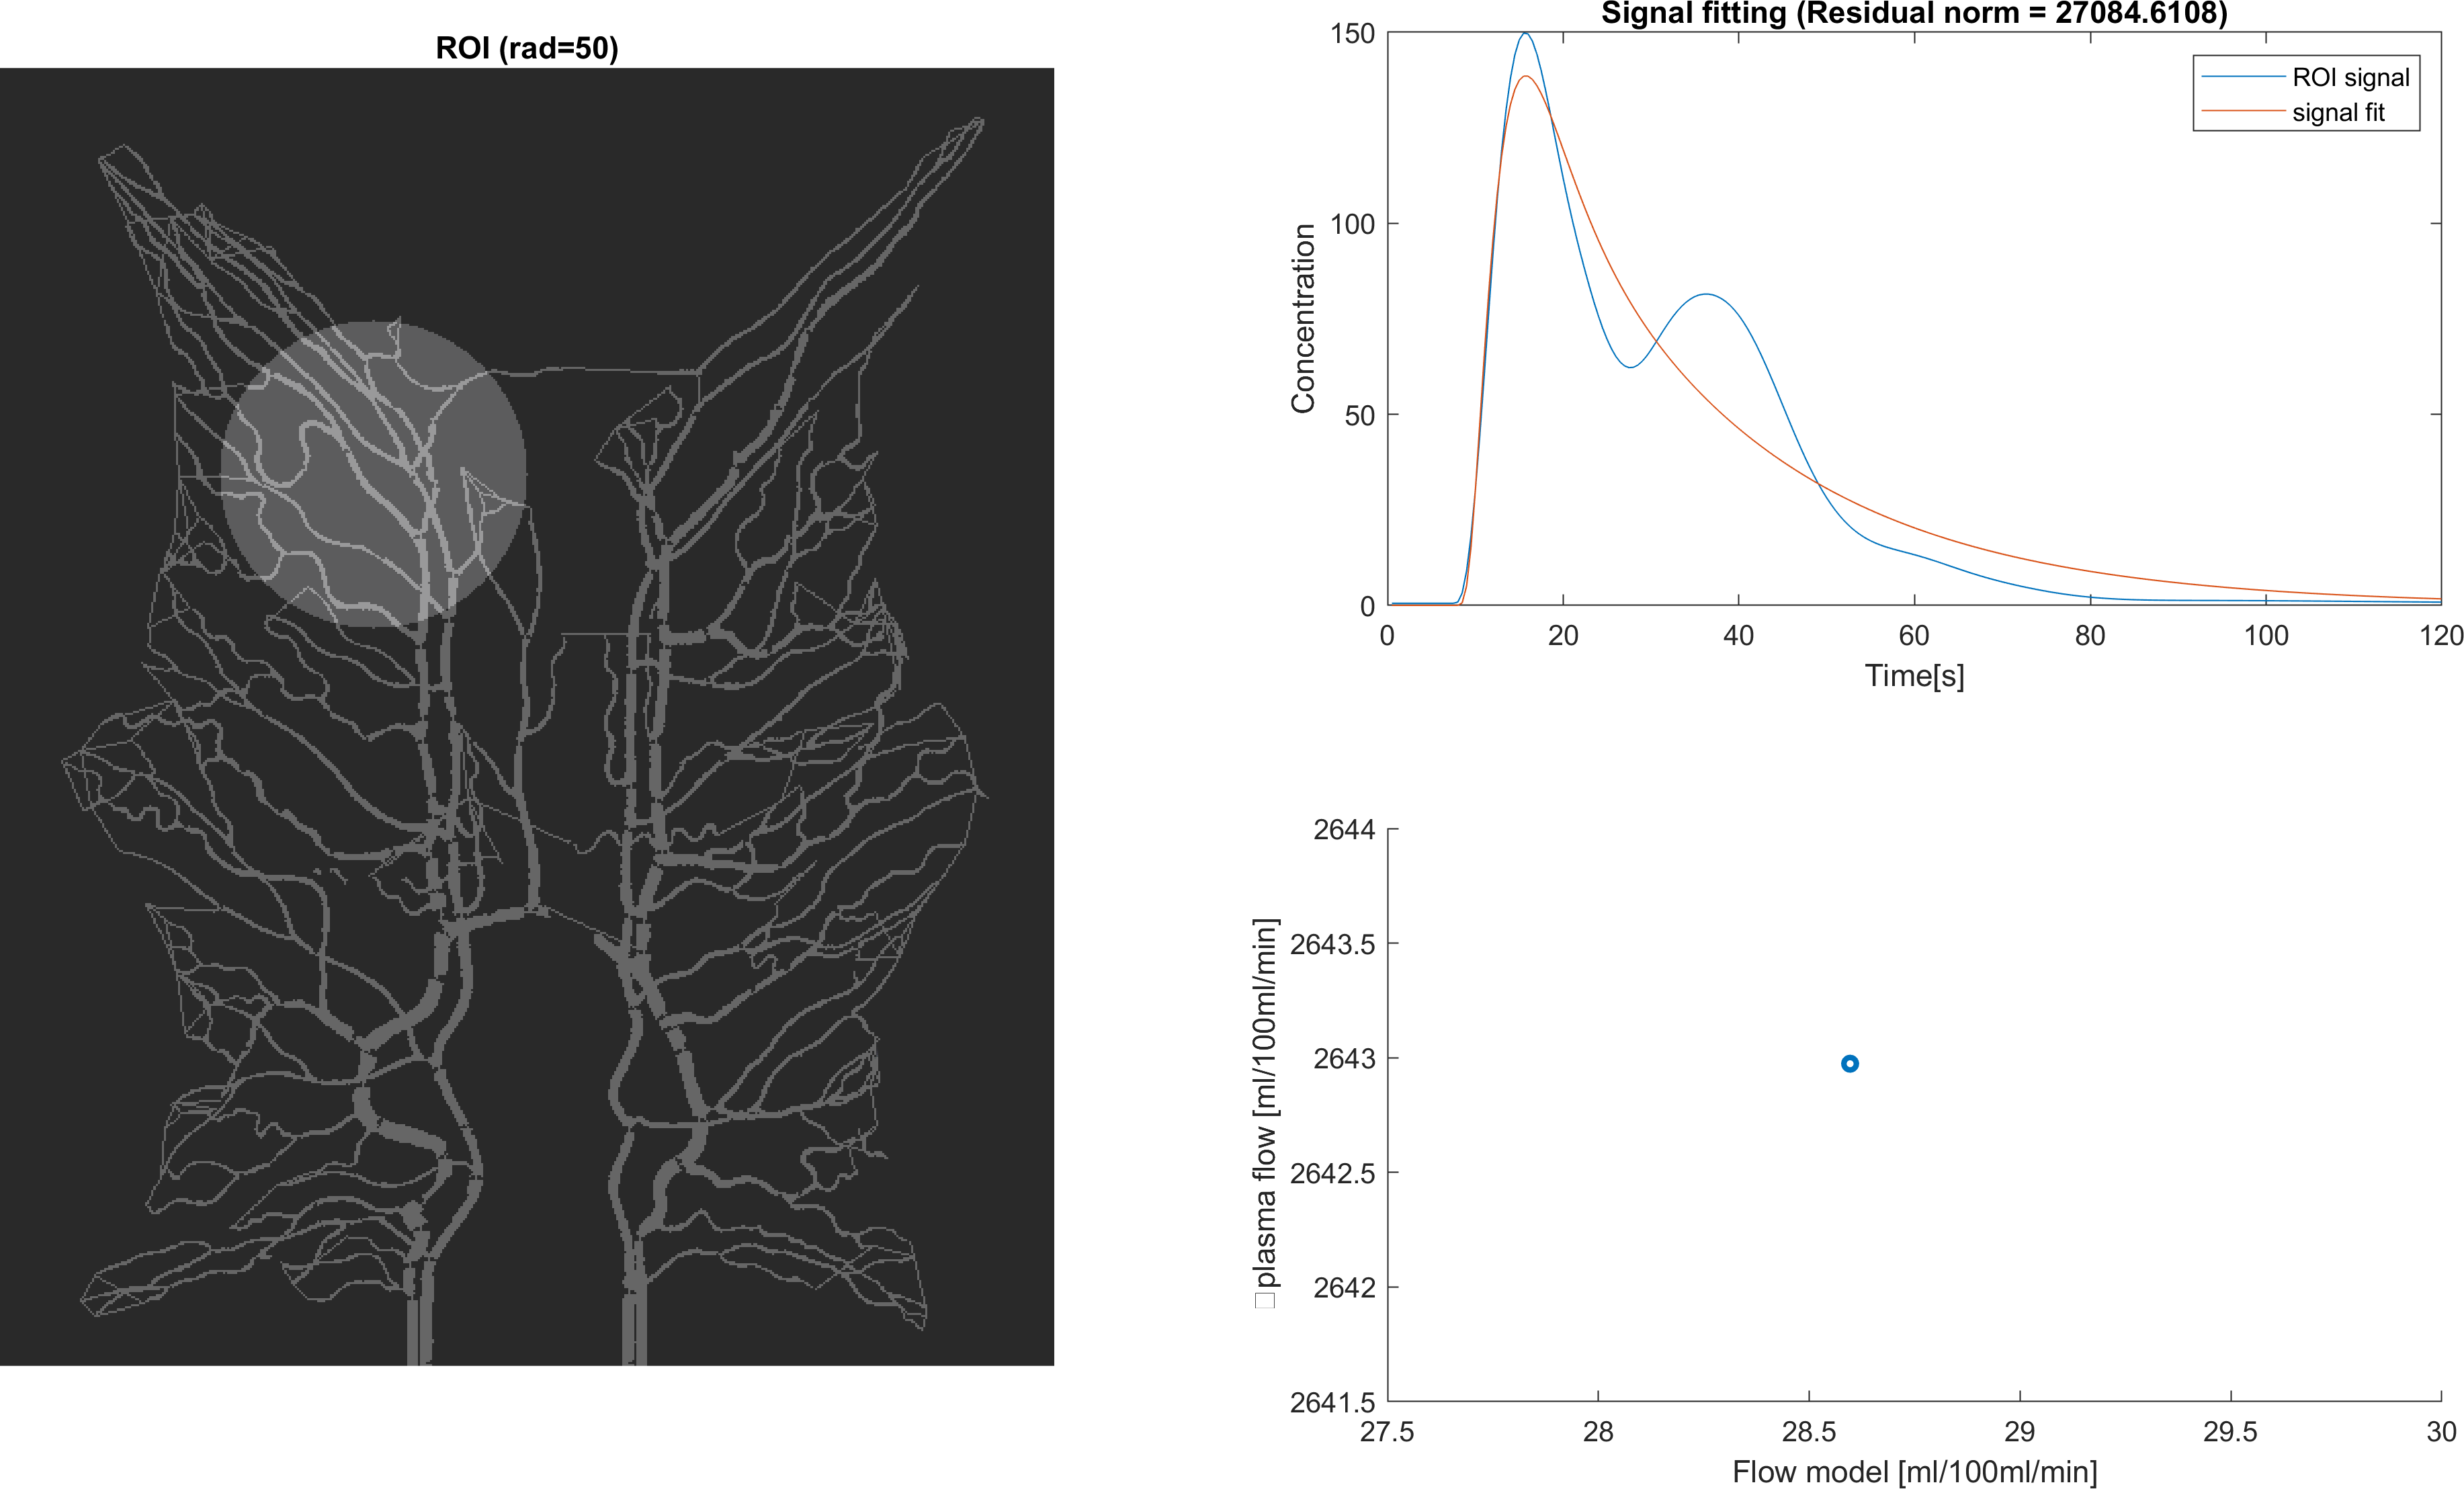 ROI (rad=50)
Signal fitting (Residual norm = 27084.6108)
150
100
50
0
Concentration
ROI signal
signal fit
0 20 40 60 80 100 120
Time[s]
2644
2643.5
2643
2642.5
2642
2641.5
□plasma flow [ml/100ml/min]
27.5 28 28.5 29 29.5 30
Flow model [ml/100ml/min]